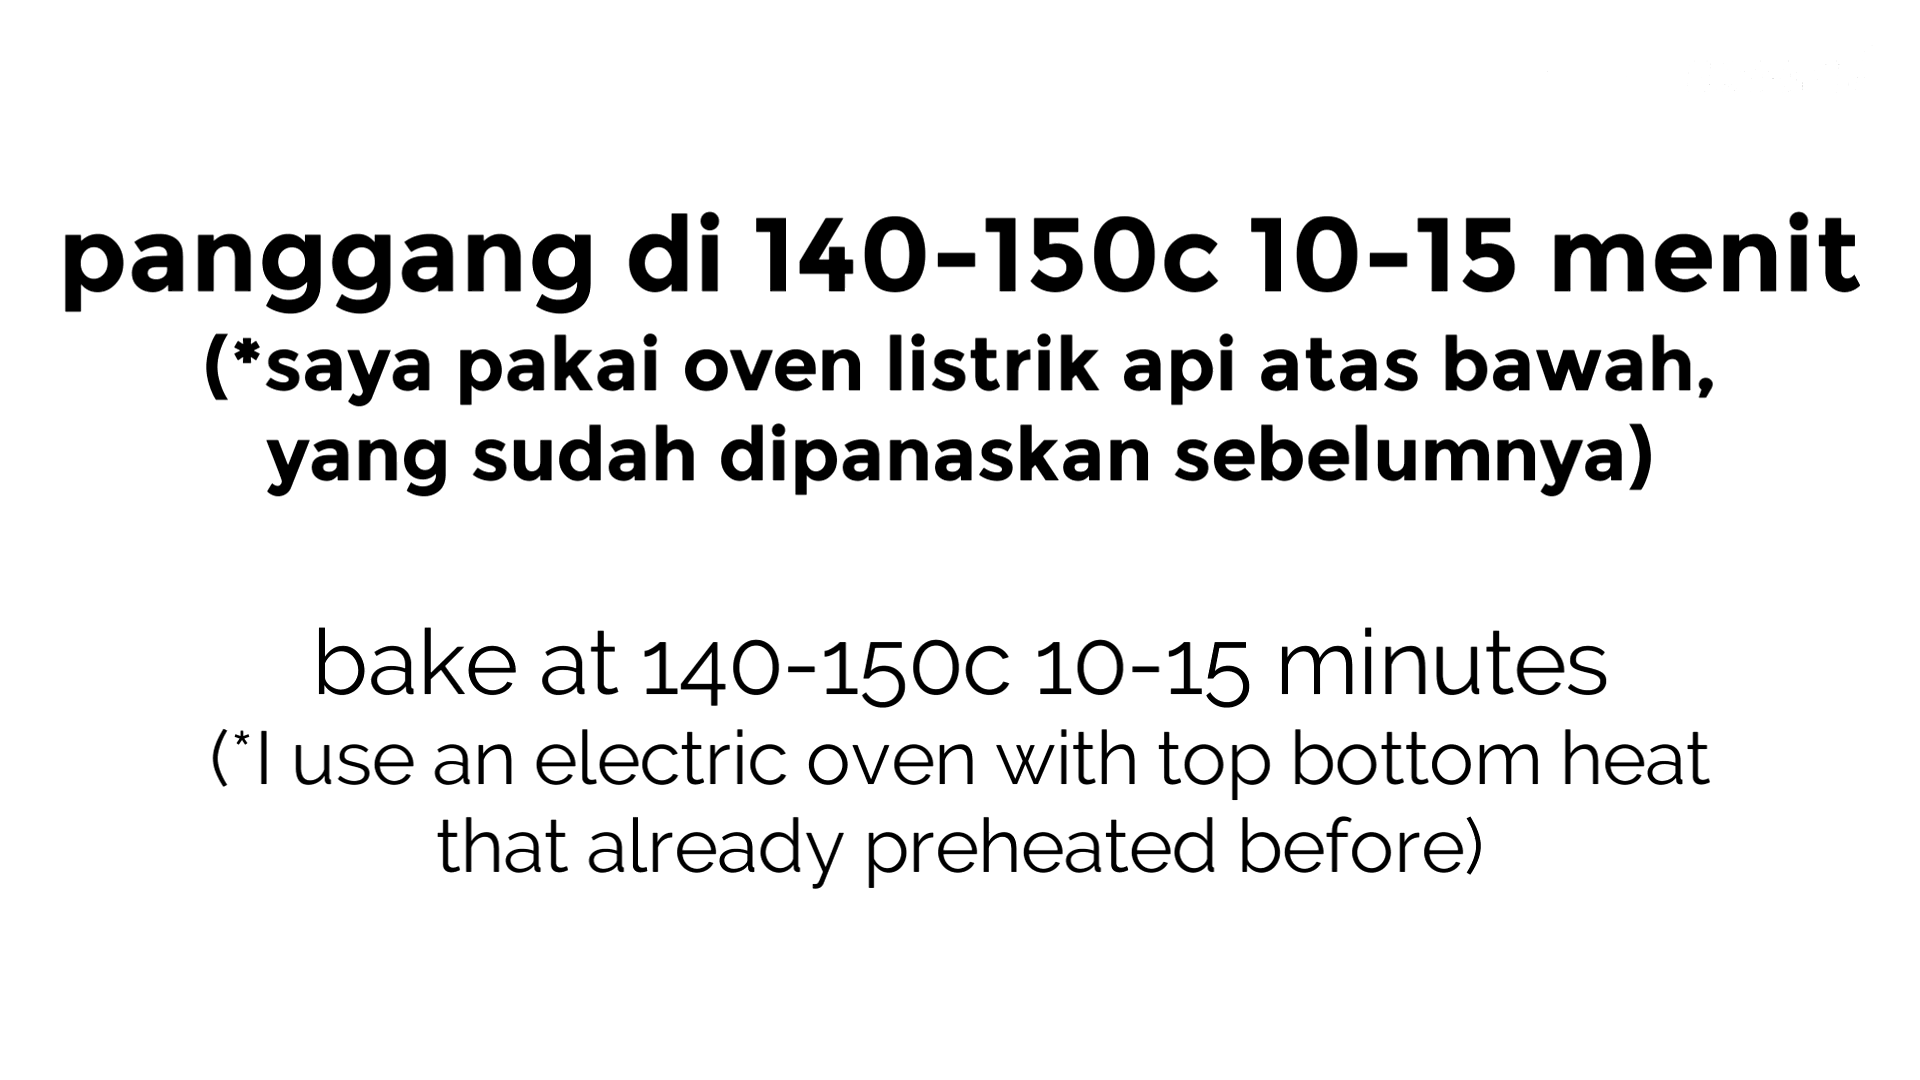 panggang di 140-150c 10-15 menit
(*saya pakai oven listrik api atas bawah,
yang sudah dipanaskan sebelumnya)
bake at 140-150c 10-15 minutes
(*I use an electric oven with top bottom heat
that already preheated before)